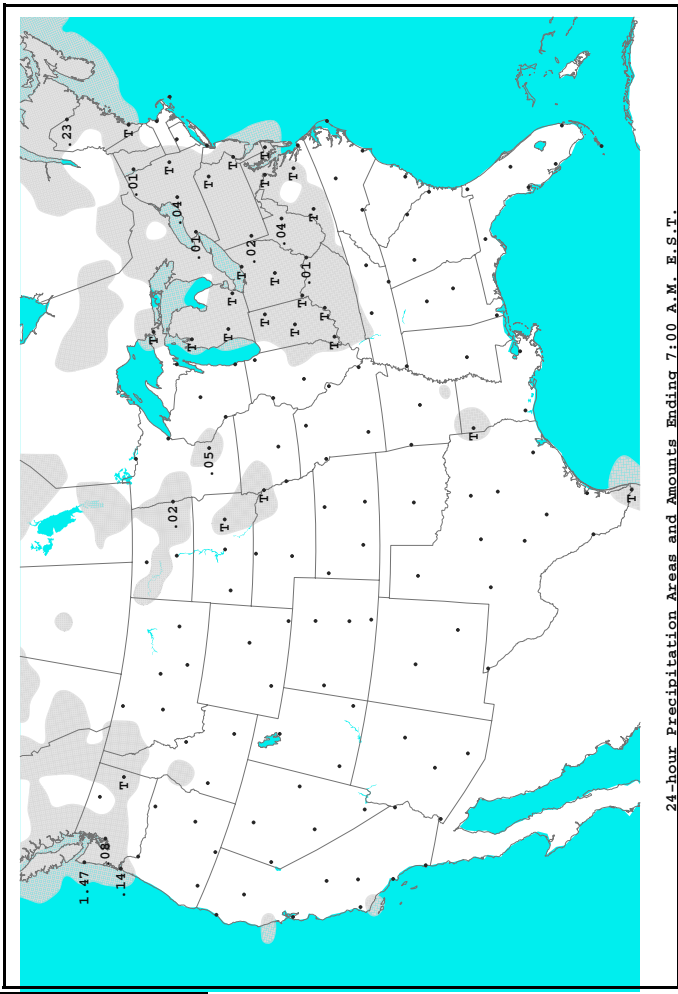 .23
1.47
.08
.14 T T
.01
T
.02 .04 T
T .01
.05 T
T T T T
T
.02
T T T T
T
.04
T T
T .01
T
T
T
T
T
24-hour Precipitation Areas and Amounts Ending 7:00 A.M. E.S.T.